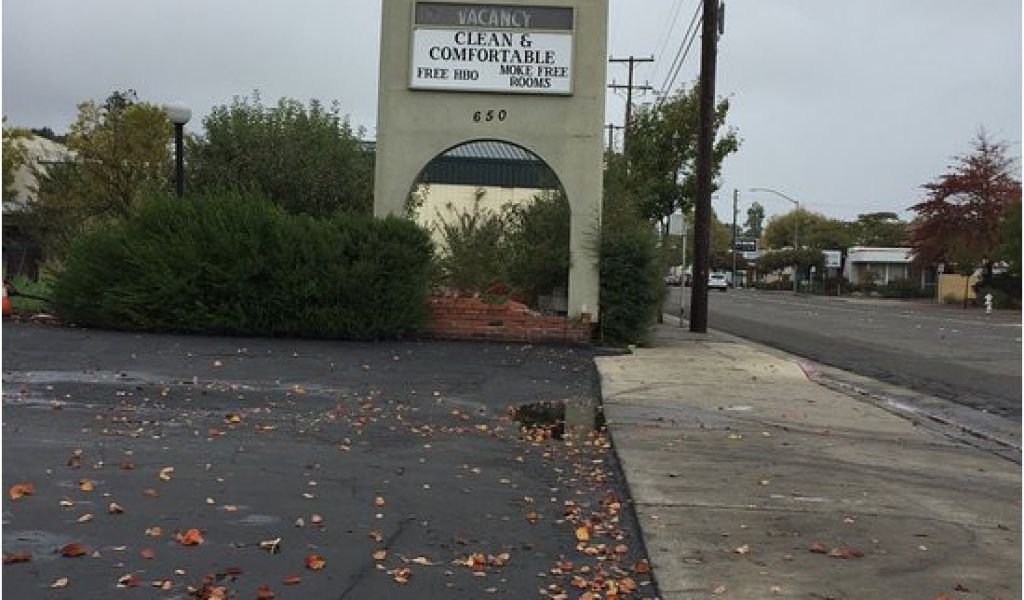 VACANCY
CLEAN &
COMFORTABLE
FREE HBO MOKE FREE
ROOMS
650